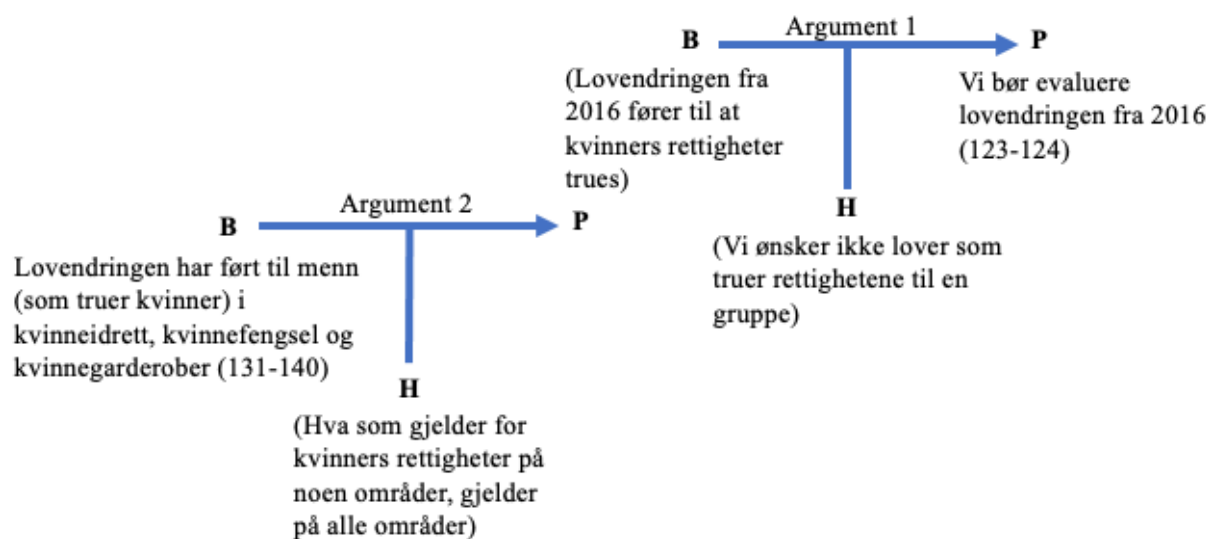 Argument 1
B
P
(Lovendringen fra
2016 fører til at
kvinners rettigheter
trues)
Vi bør evaluere
lovendringen fra 2016
(123-124)
H
(Vi ønsker ikke lover som
truer rettighetene til en
gruppe)
Argument 2
B
P
Lovendringen har ført til menn
(som truer kvinner) i
kvinneidrett, kvinnefengsel og
kvinnegarderober (131-140)
H
(Hva som gjelder for
kvinners rettigheter på
noen områder, gjelder
på alle områder)